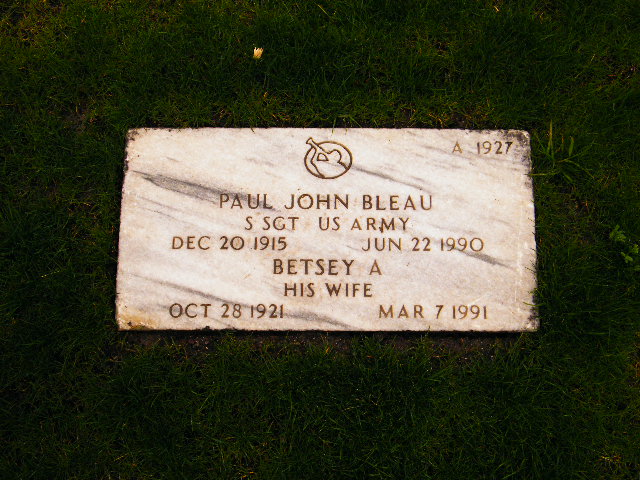 A 1927
PAUL JOHN BLEAU
S SGT US ARMY
DEC 20 1915 JUN 22 1990
BETSEY A
HIS WIFE
OCT 28 1921 MAR 7 1991